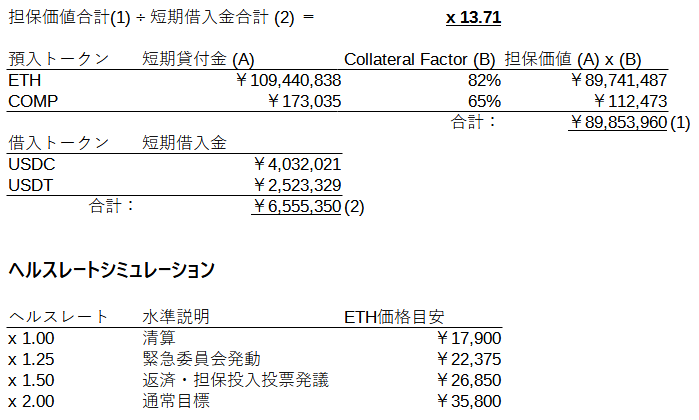 担保価値合計(1) ÷ 短期借入金合計 (2) ＝ x 13.71
預入トークン 短期貸付金 (A) Collateral Factor (B) 担保価値 (A) x (B)
ETH ￥109,440,838 82% ￥89,741,487
COMP ￥173,035 65% ￥112,473
合計： ￥89,853,960 (1)
借入トークン 短期借入金
USDC ￥4,032,021
USDT ￥2,523,329
合計： ￥6,555,350 (2)
ヘルスレートシミュレーション
ヘルスレート 水準説明 ETH価格目安
x 1.00 清算 ￥17,900
x 1.25 緊急委員会発動 ￥22,375
x 1.50 返済・担保投入投票発議 ￥26,850
x 2.00 通常目標 ￥35,800